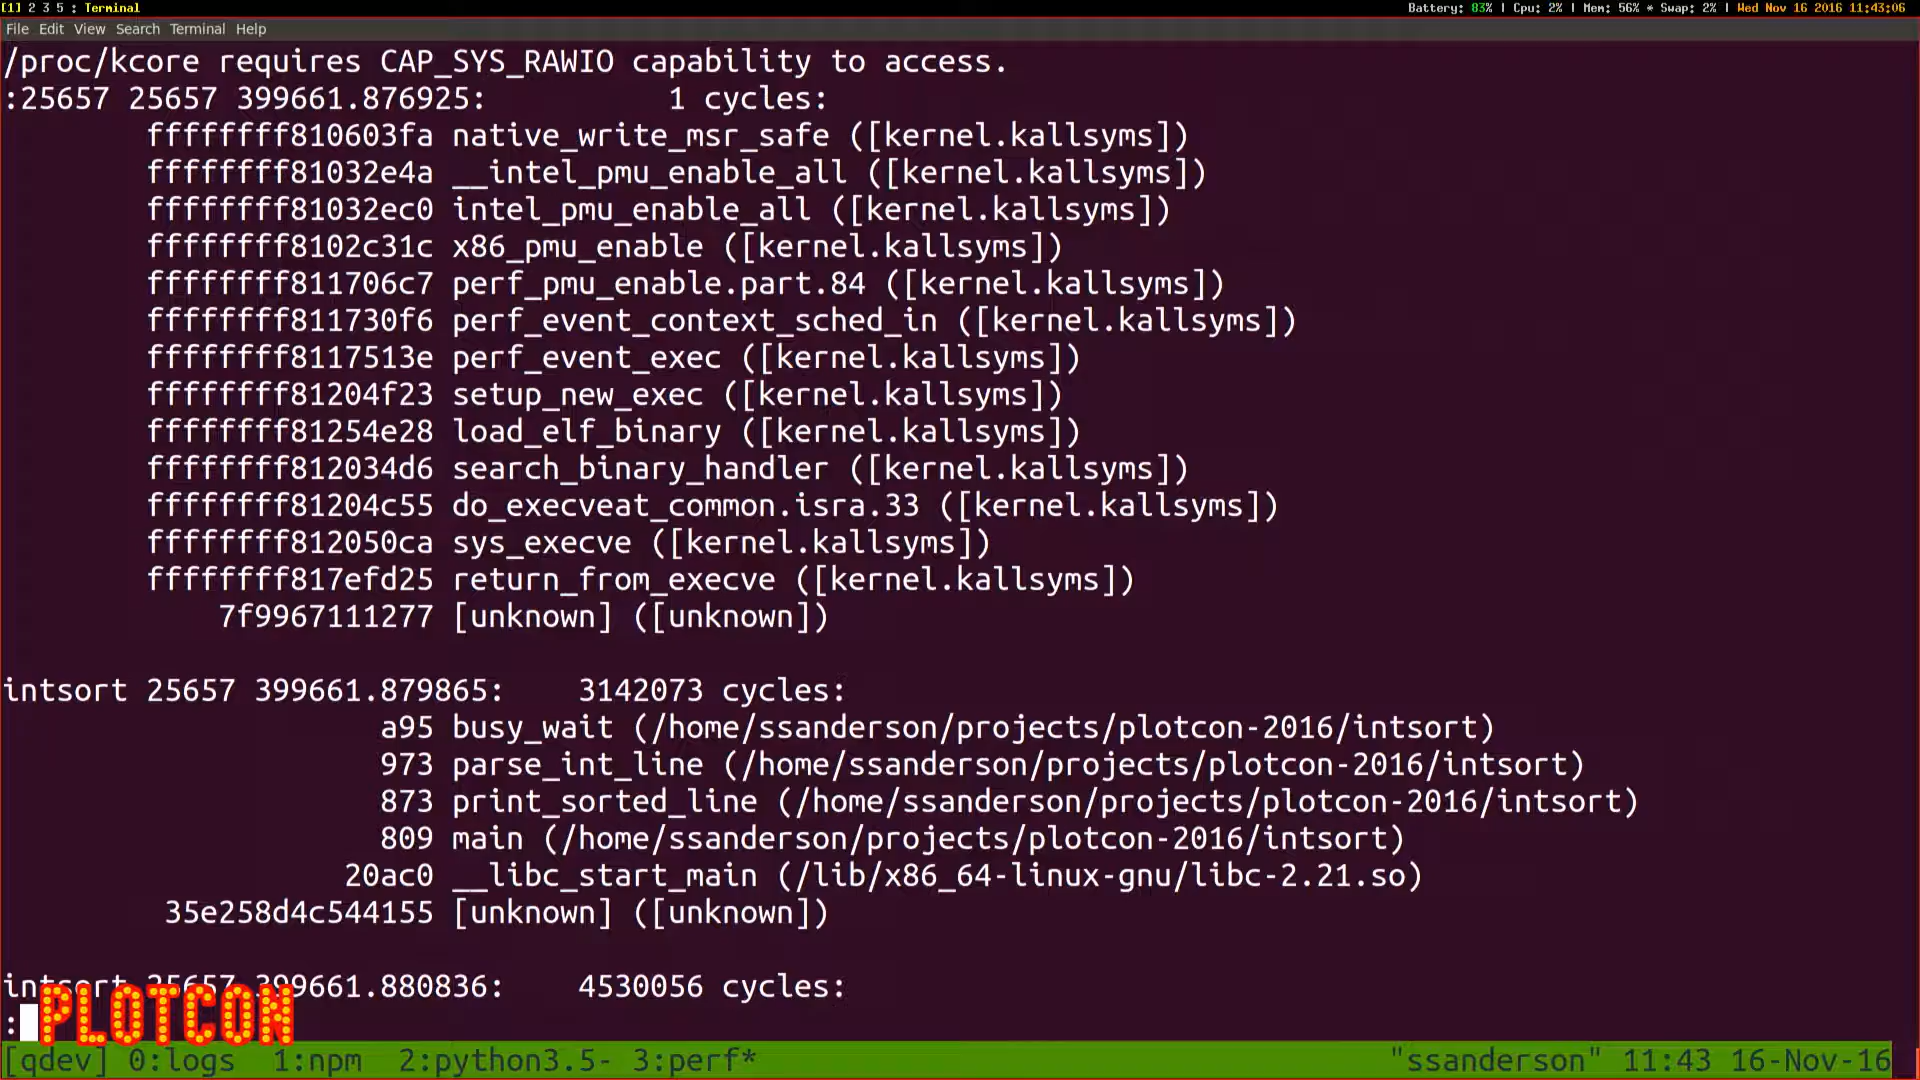 [1] 2 3 5 : Terminal
Battery: 83% | Cpu: 2% | Mem: 56% * Swap: 2% | Wed Nov 16 2016 11:43:06
File Edit View Search Terminal Help
/proc/kcore requires CAP_SYS_RAWIO capability to access.
:25657 25657 399661.876925: 1 cycles:
ffffffff810603fa native_write_msr_safe ([kernel.kallsyms])
ffffffff81032e4a __intel_pmu_enable_all ([kernel.kallsyms])
ffffffff81032ec0 intel_pmu_enable_all ([kernel.kallsyms])
ffffffff8102c31c x86_pmu_enable ([kernel.kallsyms])
ffffffff811706c7 perf_pmu_enable.part.84 ([kernel.kallsyms])
ffffffff811730f6 perf_event_context_sched_in ([kernel.kallsyms])
ffffffff8117513e perf_event_exec ([kernel.kallsyms])
ffffffff81204f23 setup_new_exec ([kernel.kallsyms])
ffffffff81254e28 load_elf_binary ([kernel.kallsyms])
ffffffff812034d6 search_binary_handler ([kernel.kallsyms])
ffffffff81204c55 do_execveat_common.isra.33 ([kernel.kallsyms])
ffffffff812050ca sys_execve ([kernel.kallsyms])
ffffffff817efd25 return_from_execve ([kernel.kallsyms])
7f9967111277 [unknown] ([unknown])
intsort 25657 399661.879865: 3142073 cycles:
a95 busy_wait (/home/ssanderson/projects/plotcon-2016/intsort)
973 parse_int_line (/home/ssanderson/projects/plotcon-2016/intsort)
873 print_sorted_line (/home/ssanderson/projects/plotcon-2016/intsort)
809 main (/home/ssanderson/projects/plotcon-2016/intsort)
20ac0 __libc_start_main (/lib/x86_64-linux-gnu/libc-2.21.so)
35e258d4c544155 [unknown] ([unknown])
intsort 25657 399661.880836: 4530056 cycles:
:
PLOTCON
[qdev] 0:logs 1:npm 2:python3.5- 3:perf* "ssanderson" 11:43 16-Nov-16